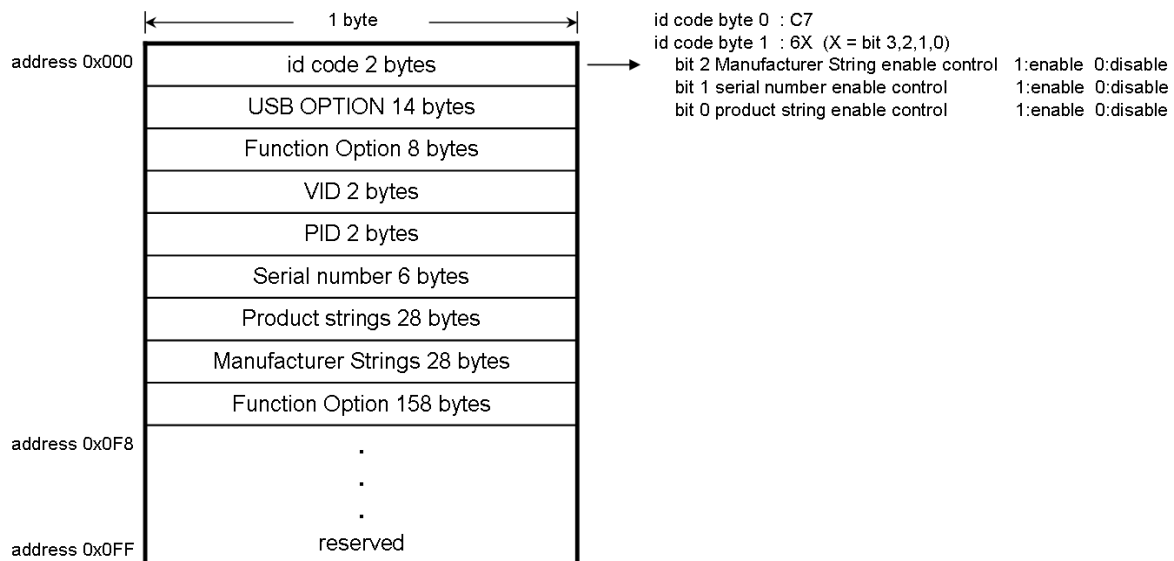 1 byte
id code byte 0 : C7
id code byte 1 : 6X (X = bit 3,2,1,0)
address 0x000
id code 2 bytes
bit 2 Manufacturer String enable control 1:enable 0:disable
bit 1 serial number enable control 1:enable 0:disable
bit 0 product string enable control 1:enable 0:disable
USB OPTION 14 bytes
Function Option 8 bytes
VID 2 bytes
PID 2 bytes
Serial number 6 bytes
Product strings 28 bytes
Manufacturer Strings 28 bytes
Function Option 158 bytes
address 0x0F8
.
.
.
address 0x0FF
reserved